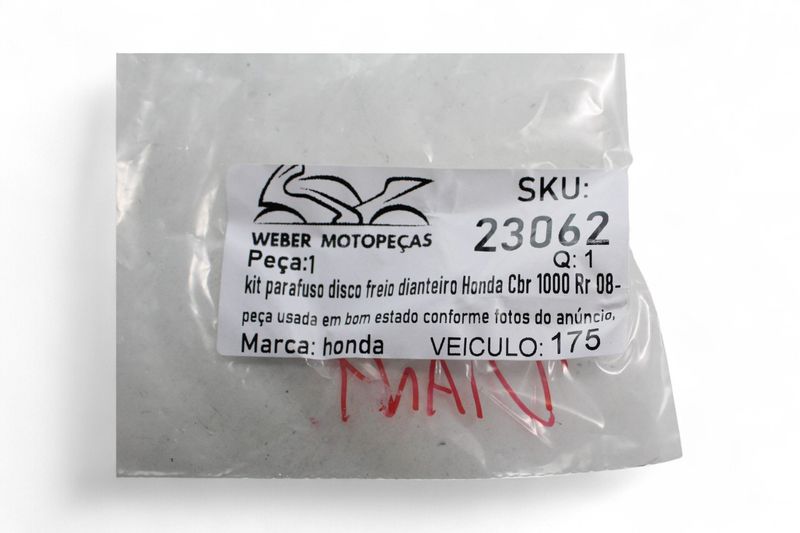 WEBER MOTOPEÇAS
SKU:
23062
Peça:1
Q: 1
kit parafuso disco freio dianteiro Honda Cbr 1000 Rr 08-
peça usada em bom estado conforme fotos do anúncio,
Marca: honda
VEICULO: 175